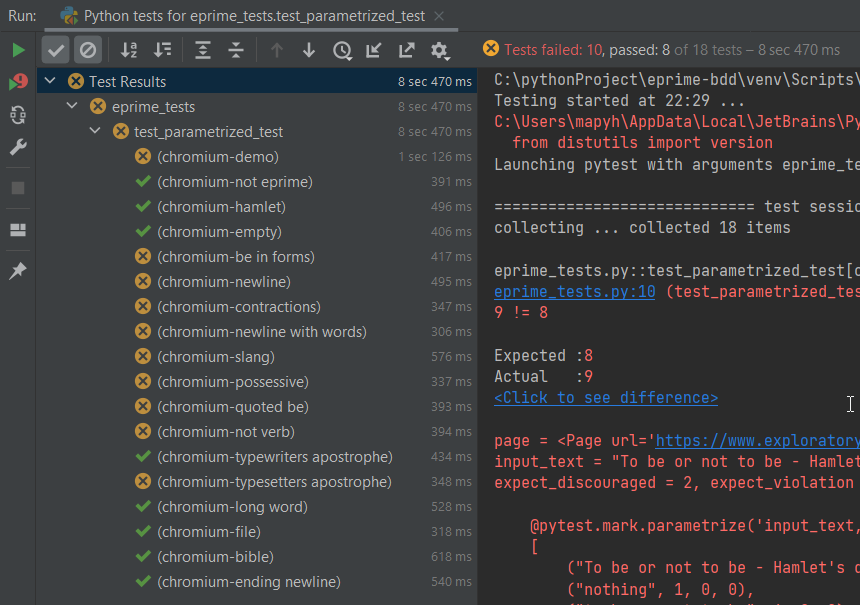 Run: Python tests for eprime_tests.test_parametrized_test
Tests failed: 10, passed: 8 of 18 tests – 8 sec 470 ms
9
Test Results 8 sec 470 ms
eprime_tests 8 sec 470 ms
test_parametrized_test 8 sec 470 ms
(chromium-demo) 1 sec 126 ms
(chromium-not eprime) 391 ms
(chromium-hamlet) 496 ms
(chromium-empty) 406 ms
(chromium-be in forms) 417 ms
(chromium-newline) 495 ms
(chromium-contractions) 347 ms
(chromium-newline with words) 306 ms
(chromium-slang) 576 ms
(chromium-possessive) 337 ms
(chromium-quoted be) 393 ms
(chromium-not verb) 394 ms
(chromium-typewriters apostrophe) 434 ms
(chromium-typesetters apostrophe) 348 ms
(chromium-long word) 528 ms
(chromium-file) 318 ms
(chromium-bible) 618 ms
(chromium-ending newline) 540 ms
C:\pythonProject\eprime-bdd\venv\Scripts\
Testing started at 22:29 ...
C:\Users\mapyh\AppData\Local\JetBrains\Py
from distutils import version
Launching pytest with arguments eprime_te
============================= test sessio
collecting ... collected 18 items
eprime_tests.py::test_parametrized_test[c
eprime_tests.py:10 (test_parametrized_tes
9 != 8
Expected :8
Actual :9
<Click to see difference>
page = <Page url='https://www.exploratory
input_text = "To be or not to be - Hamlet
expect_discouraged = 2, expect_violation
@pytest.mark.parametrize('input_text,
[
("To be or not to be - Hamlet's d
("nothing", 1, 0, 0),